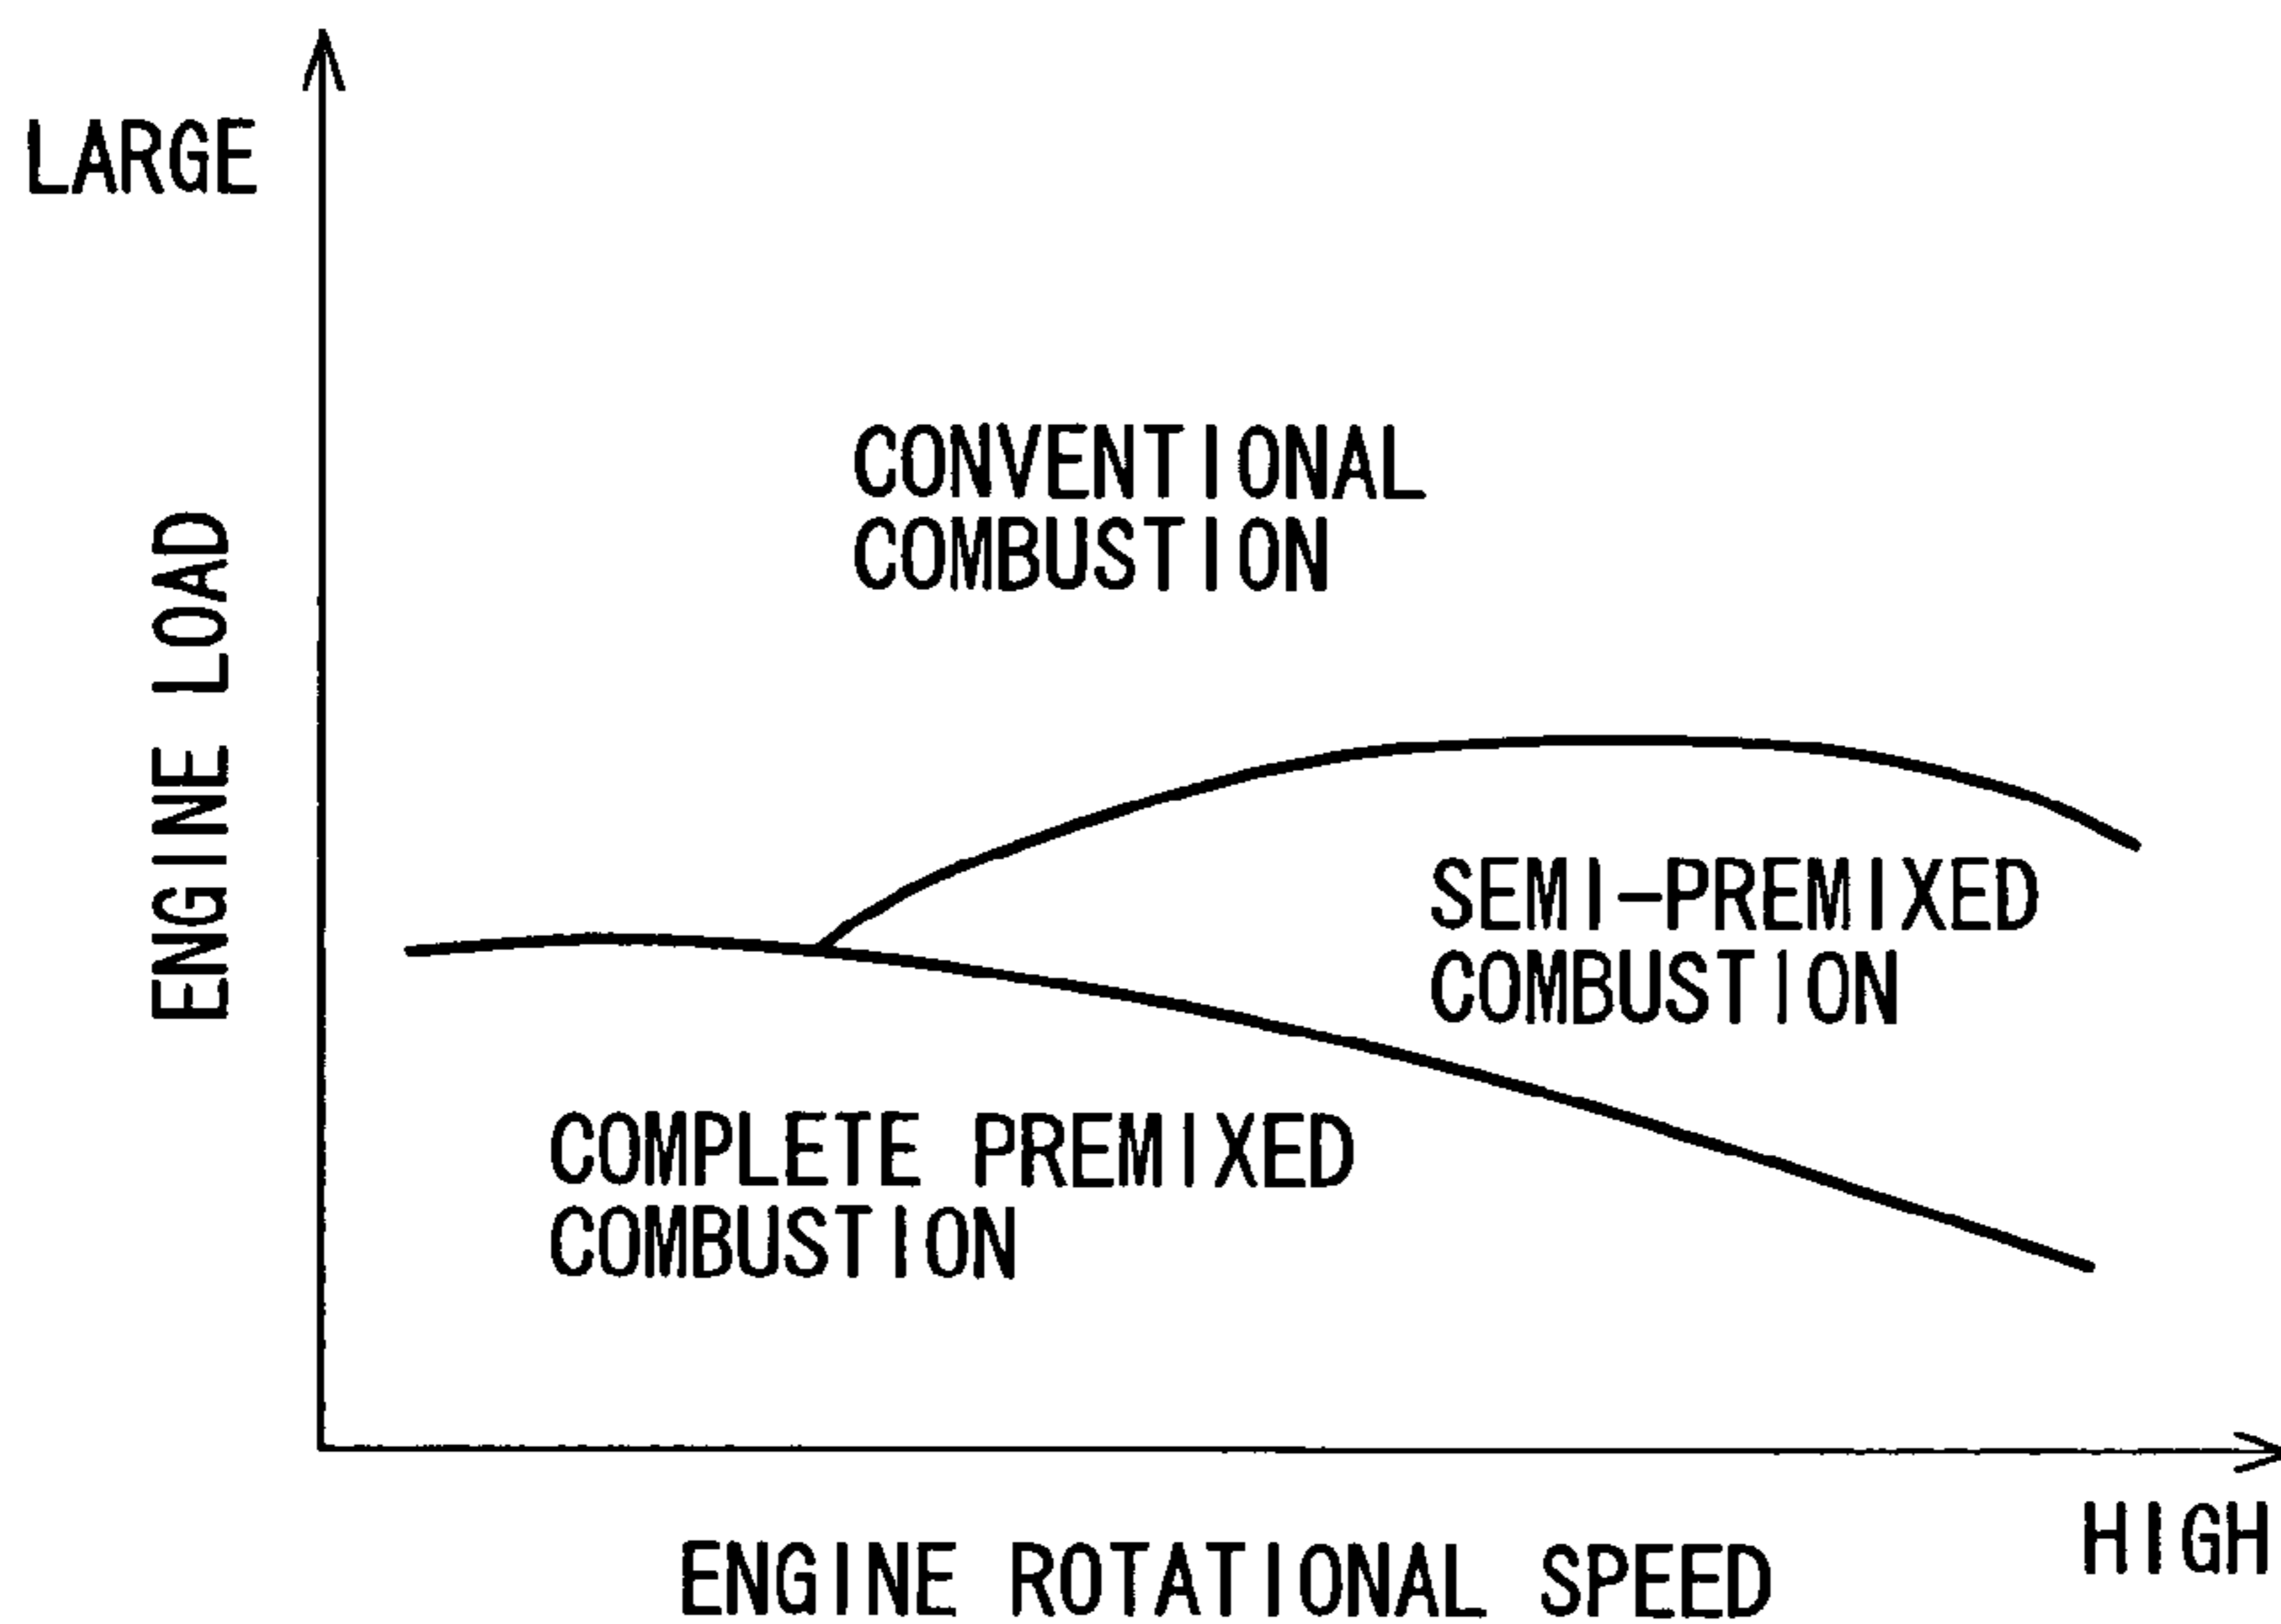 LARGE
ENGINE LOAD
CONVENTIONAL
COMBUSTION
SEMI-PREMIXED
COMBUSTION
COMPLETE PREMIXED
COMBUSTION
HIGH
ENGINE ROTATIONAL SPEED